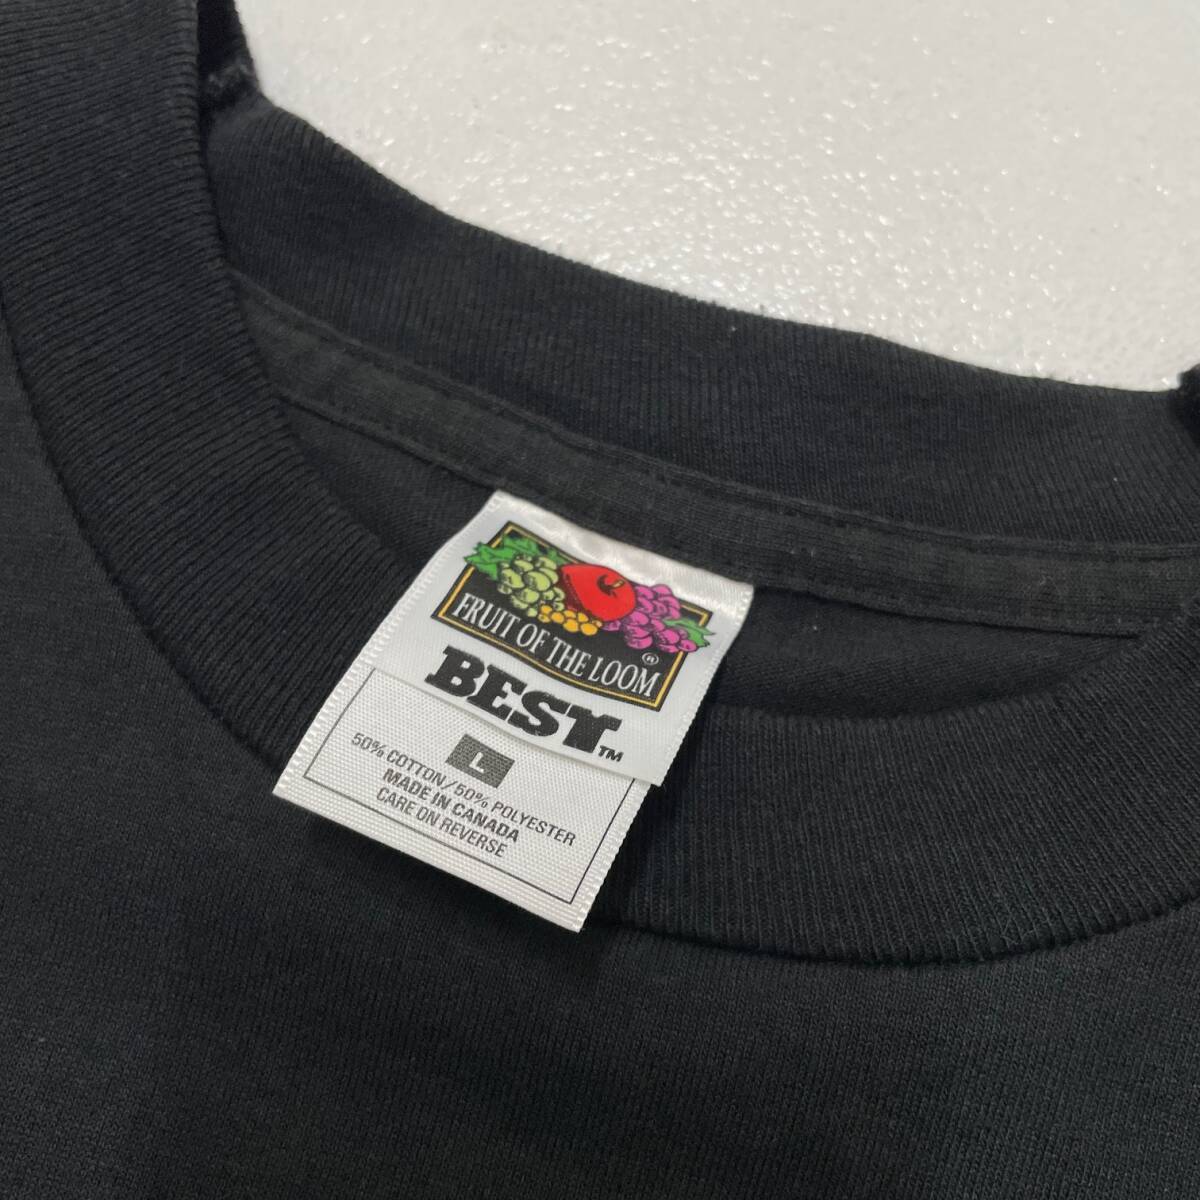 FRUIT OF THE LOOM®
BEST™
L
50% COTTON/50% POLYESTER
MADE IN CANADA
CARE ON REVERSE